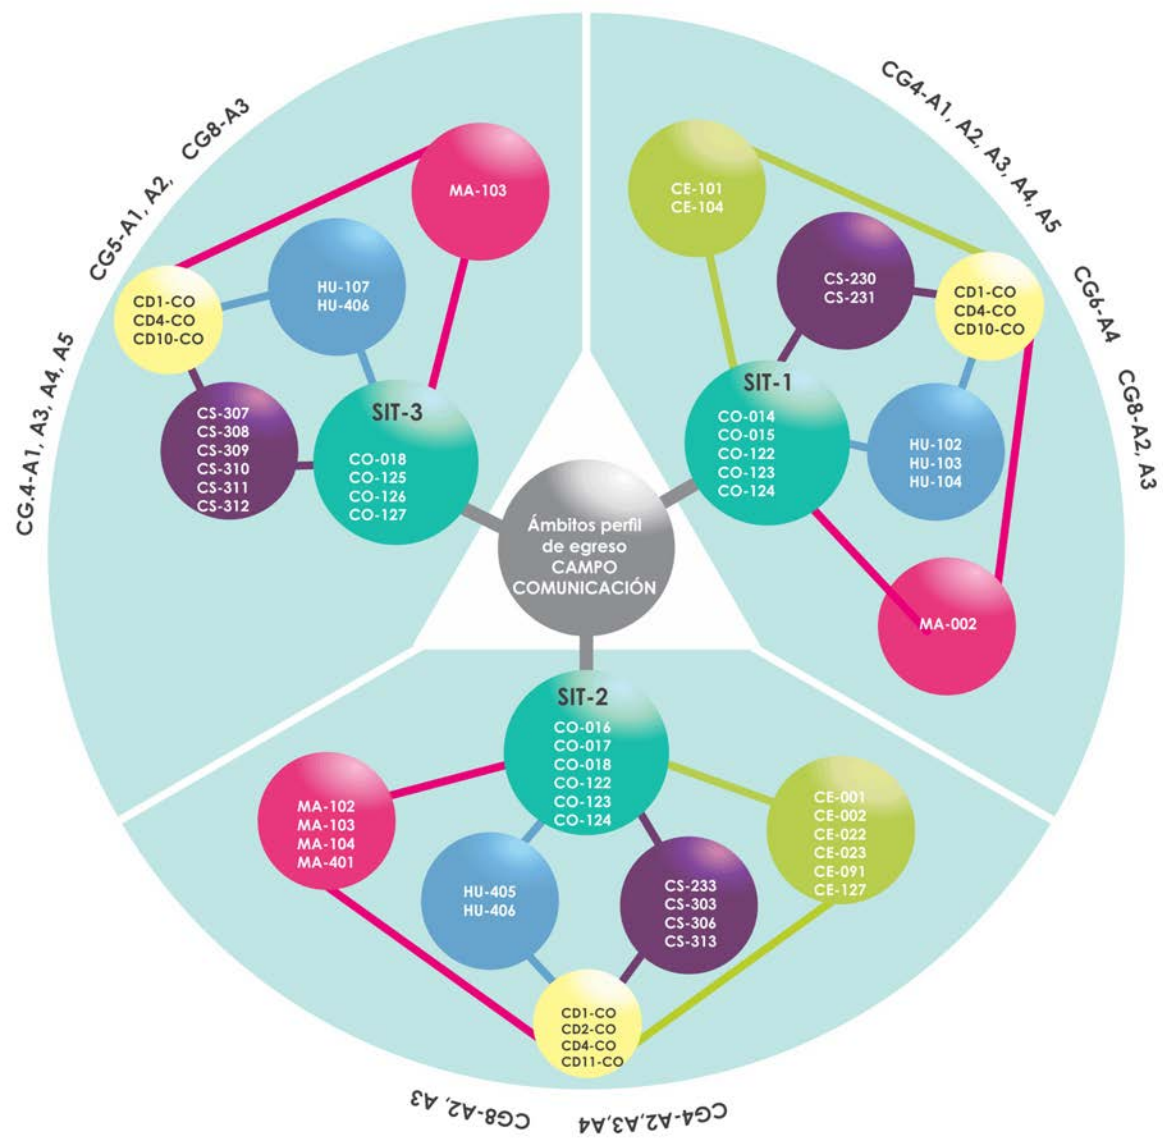 CG.4-A1, A3, A4, A5
CG5-A1, A2,
CG8-A3
MA-103
HU-107
HU-406
CD1-CO
CD4-CO
CD10-CO
CS-307
CS-308
CS-309
CS-310
CS-311
CS-312
SIT-3
CO-018
CO-125
CO-126
CO-127
CG4-A1, A2, A3, A4, A5
CG6-A4
CG8-A2, A3
CE-101
CE-104
CS-230
CS-231
CD1-CO
CD4-CO
CD10-CO
SIT-1
CO-014
CO-015
CO-122
CO-123
CO-124
HU-102
HU-103
HU-104
MA-002
Ámbitos perfil
de egreso
CAMPO
COMUNICACIÓN
SIT-2
CO-016
CO-017
CO-018
CO-122
CO-123
CO-124
MA-102
MA-103
MA-104
MA-401
HU-405
HU-406
CS-233
CS-303
CS-306
CS-313
CE-001
CE-002
CE-022
CE-023
CE-091
CE-127
CD1-CO
CD2-CO
CD4-CO
CD11-CO
CG8-A2, A3
CG4-A2,A3,A4